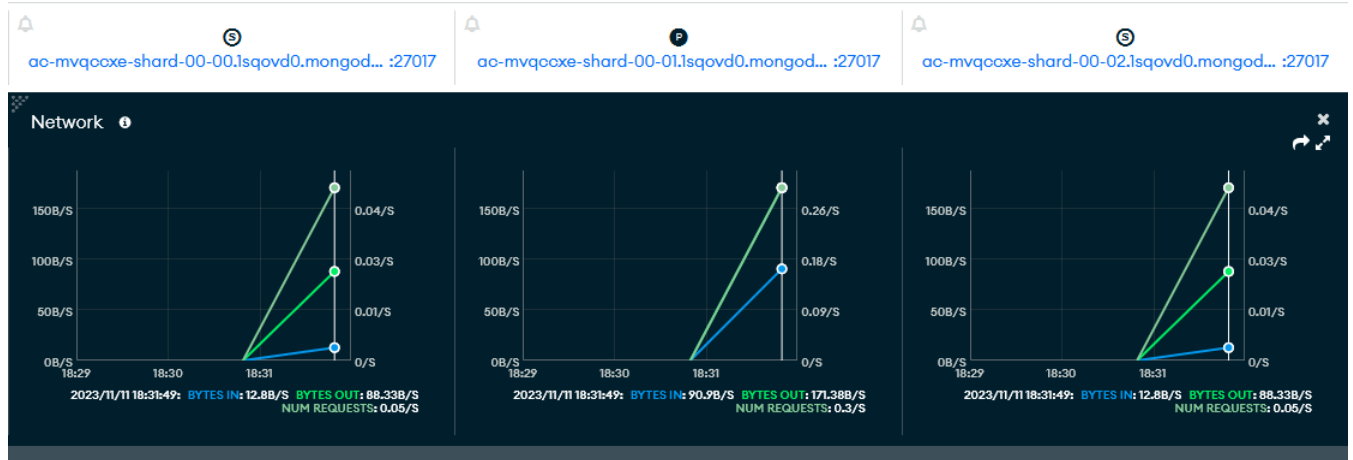 S
ac-mvqccxe-shard-00-00.1sqovd0.mongod... :27017
P
ac-mvqccxe-shard-00-01.1sqovd0.mongod... :27017
S
ac-mvqccxe-shard-00-02.1sqovd0.mongod... :27017
Network i
150B/S
100B/S
50B/S
0B/S
0.04/S
0.03/S
0.01/S
0/S
18:29 18:30 18:31
2023/11/11 18:31:49: BYTES IN: 12.8B/S BYTES OUT: 88.33B/S
NUM REQUESTS: 0.05/S
150B/S
100B/S
50B/S
0B/S
0.26/S
0.18/S
0.09/S
0/S
18:29 18:30 18:31
2023/11/11 18:31:49: BYTES IN: 90.9B/S BYTES OUT: 171.38B/S
NUM REQUESTS: 0.3/S
150B/S
100B/S
50B/S
0B/S
0.04/S
0.03/S
0.01/S
0/S
18:29 18:30 18:31
2023/11/11 18:31:49: BYTES IN: 12.8B/S BYTES OUT: 88.33B/S
NUM REQUESTS: 0.05/S